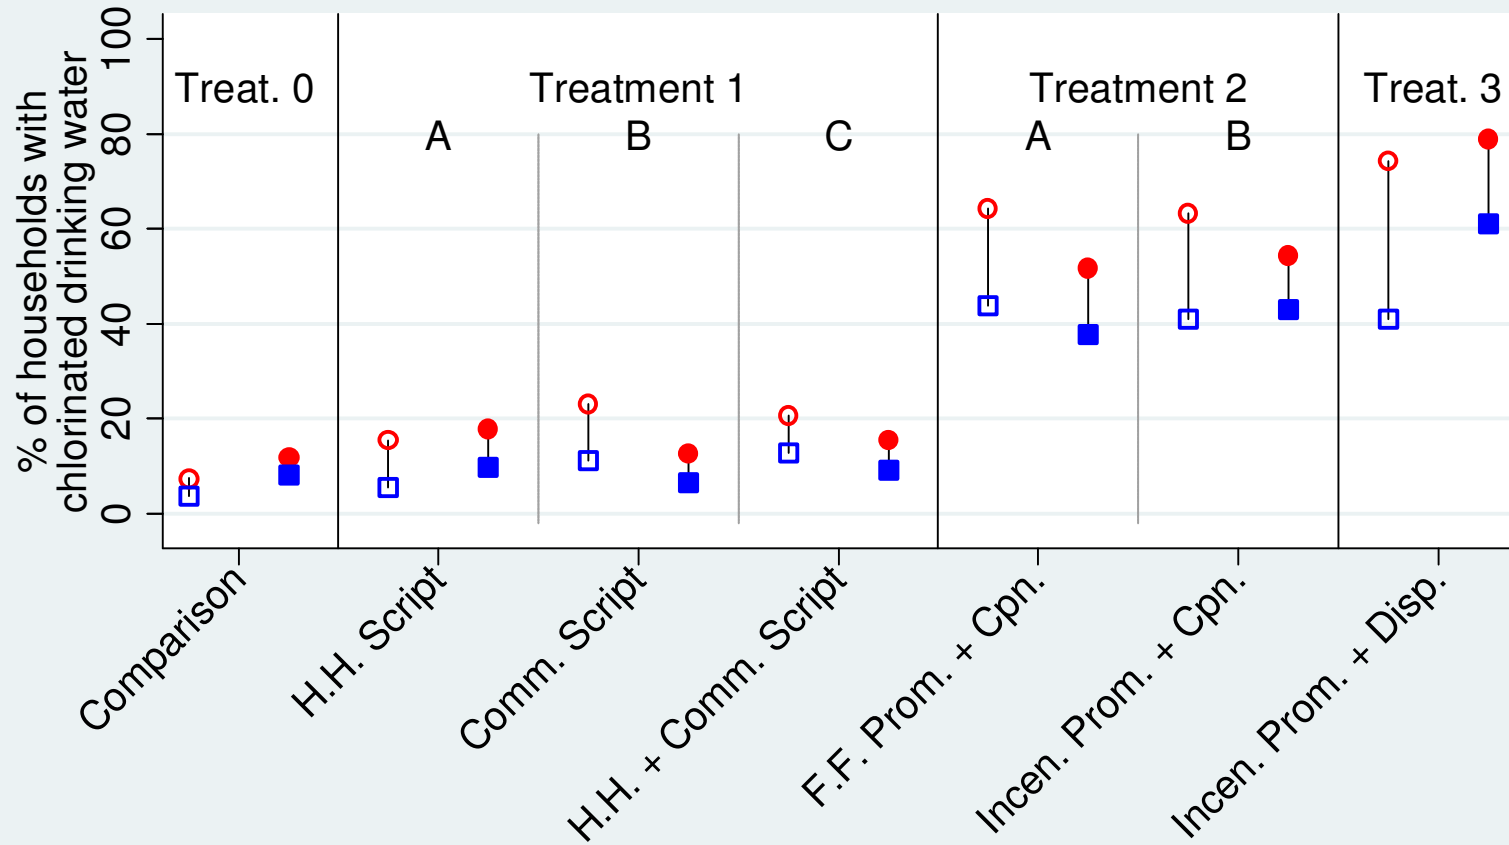 % of households with
chlorinated drinking water
100
80
60
40
20
0
Treat. 0
Treatment 1
Treatment 2
Treat. 3
A
B
C
A
B
Comparison
H.H. Script
Comm. Script
H.H. + Comm. Script
F.F. Prom. + Cpn.
Incen. Prom. + Cpn.
Incen. Prom. + Disp.